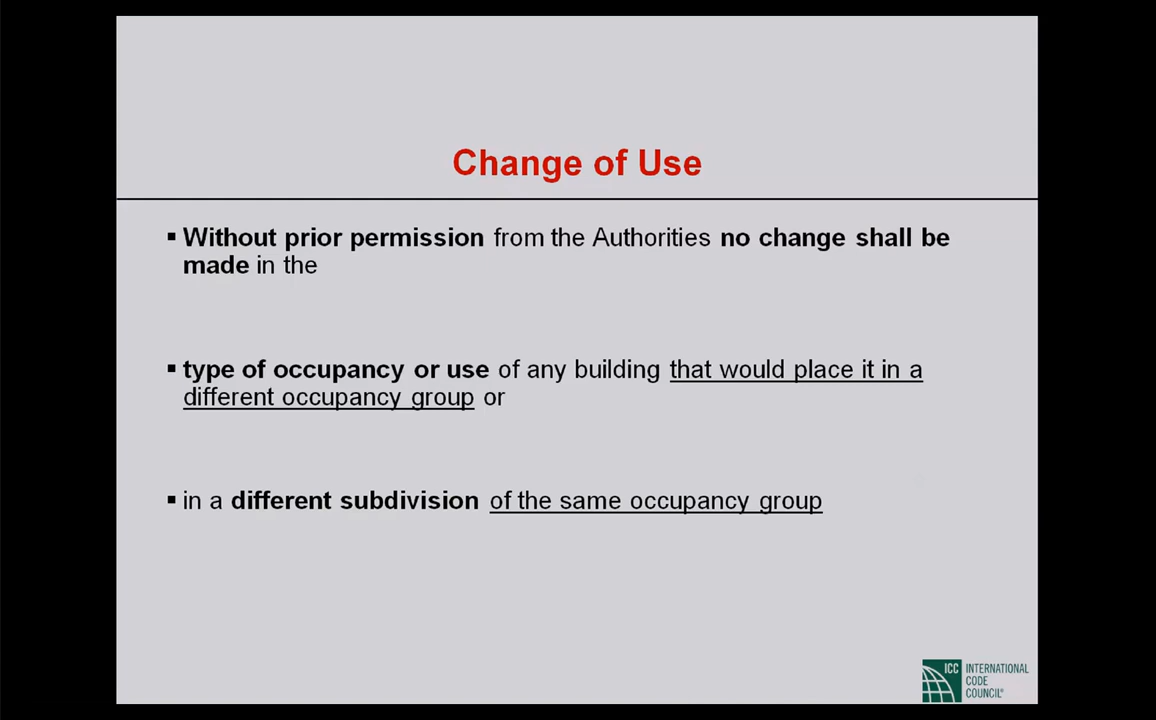 Change of Use
▪ Without prior permission from the Authorities no change shall be
made in the
▪ type of occupancy or use of any building that would place it in a
different occupancy group or
▪ in a different subdivision of the same occupancy group
ICC INTERNATIONAL
CODE
COUNCIL®